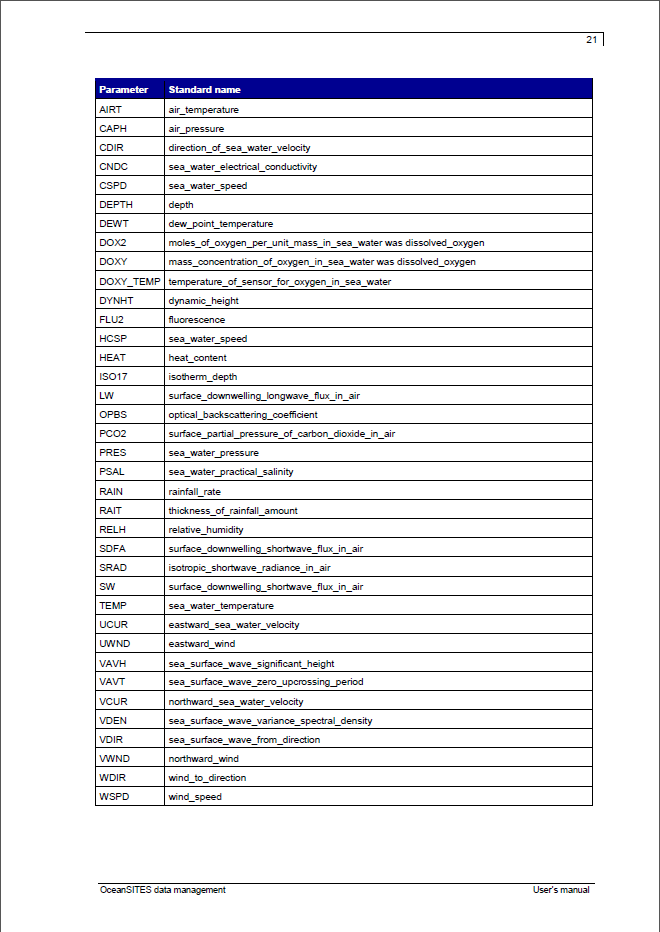 21
Parameter Standard name
AIRT air_temperature
CAPH air_pressure
CDIR direction_of_sea_water_velocity
CNDC sea_water_electrical_conductivity
CSPD sea_water_speed
DEPTH depth
DEWT dew_point_temperature
DOX2 moles_of_oxygen_per_unit_mass_in_sea_water was dissolved_oxygen
DOXY mass_concentration_of_oxygen_in_sea_water was dissolved_oxygen
DOXY_TEMP temperature_of_sensor_for_oxygen_in_sea_water
DYNHT dynamic_height
FLU2 fluorescence
HCSP sea_water_speed
HEAT heat_content
ISO17 isotherm_depth
LW surface_downwelling_longwave_flux_in_air
OPBS optical_backscattering_coefficient
PCO2 surface_partial_pressure_of_carbon_dioxide_in_air
PRES sea_water_pressure
PSAL sea_water_practical_salinity
RAIN rainfall_rate
RAIT thickness_of_rainfall_amount
RELH relative_humidity
SDFA surface_downwelling_shortwave_flux_in_air
SRAD isotropic_shortwave_radiance_in_air
SW surface_downwelling_shortwave_flux_in_air
TEMP sea_water_temperature
UCUR eastward_sea_water_velocity
UWND eastward_wind
VAVH sea_surface_wave_significant_height
VAVT sea_surface_wave_zero_upcrossing_period
VCUR northward_sea_water_velocity
VDEN sea_surface_wave_variance_spectral_density
VDIR sea_surface_wave_from_direction
VWND northward_wind
WDIR wind_to_direction
WSPD wind_speed
OceanSITES data management User's manual